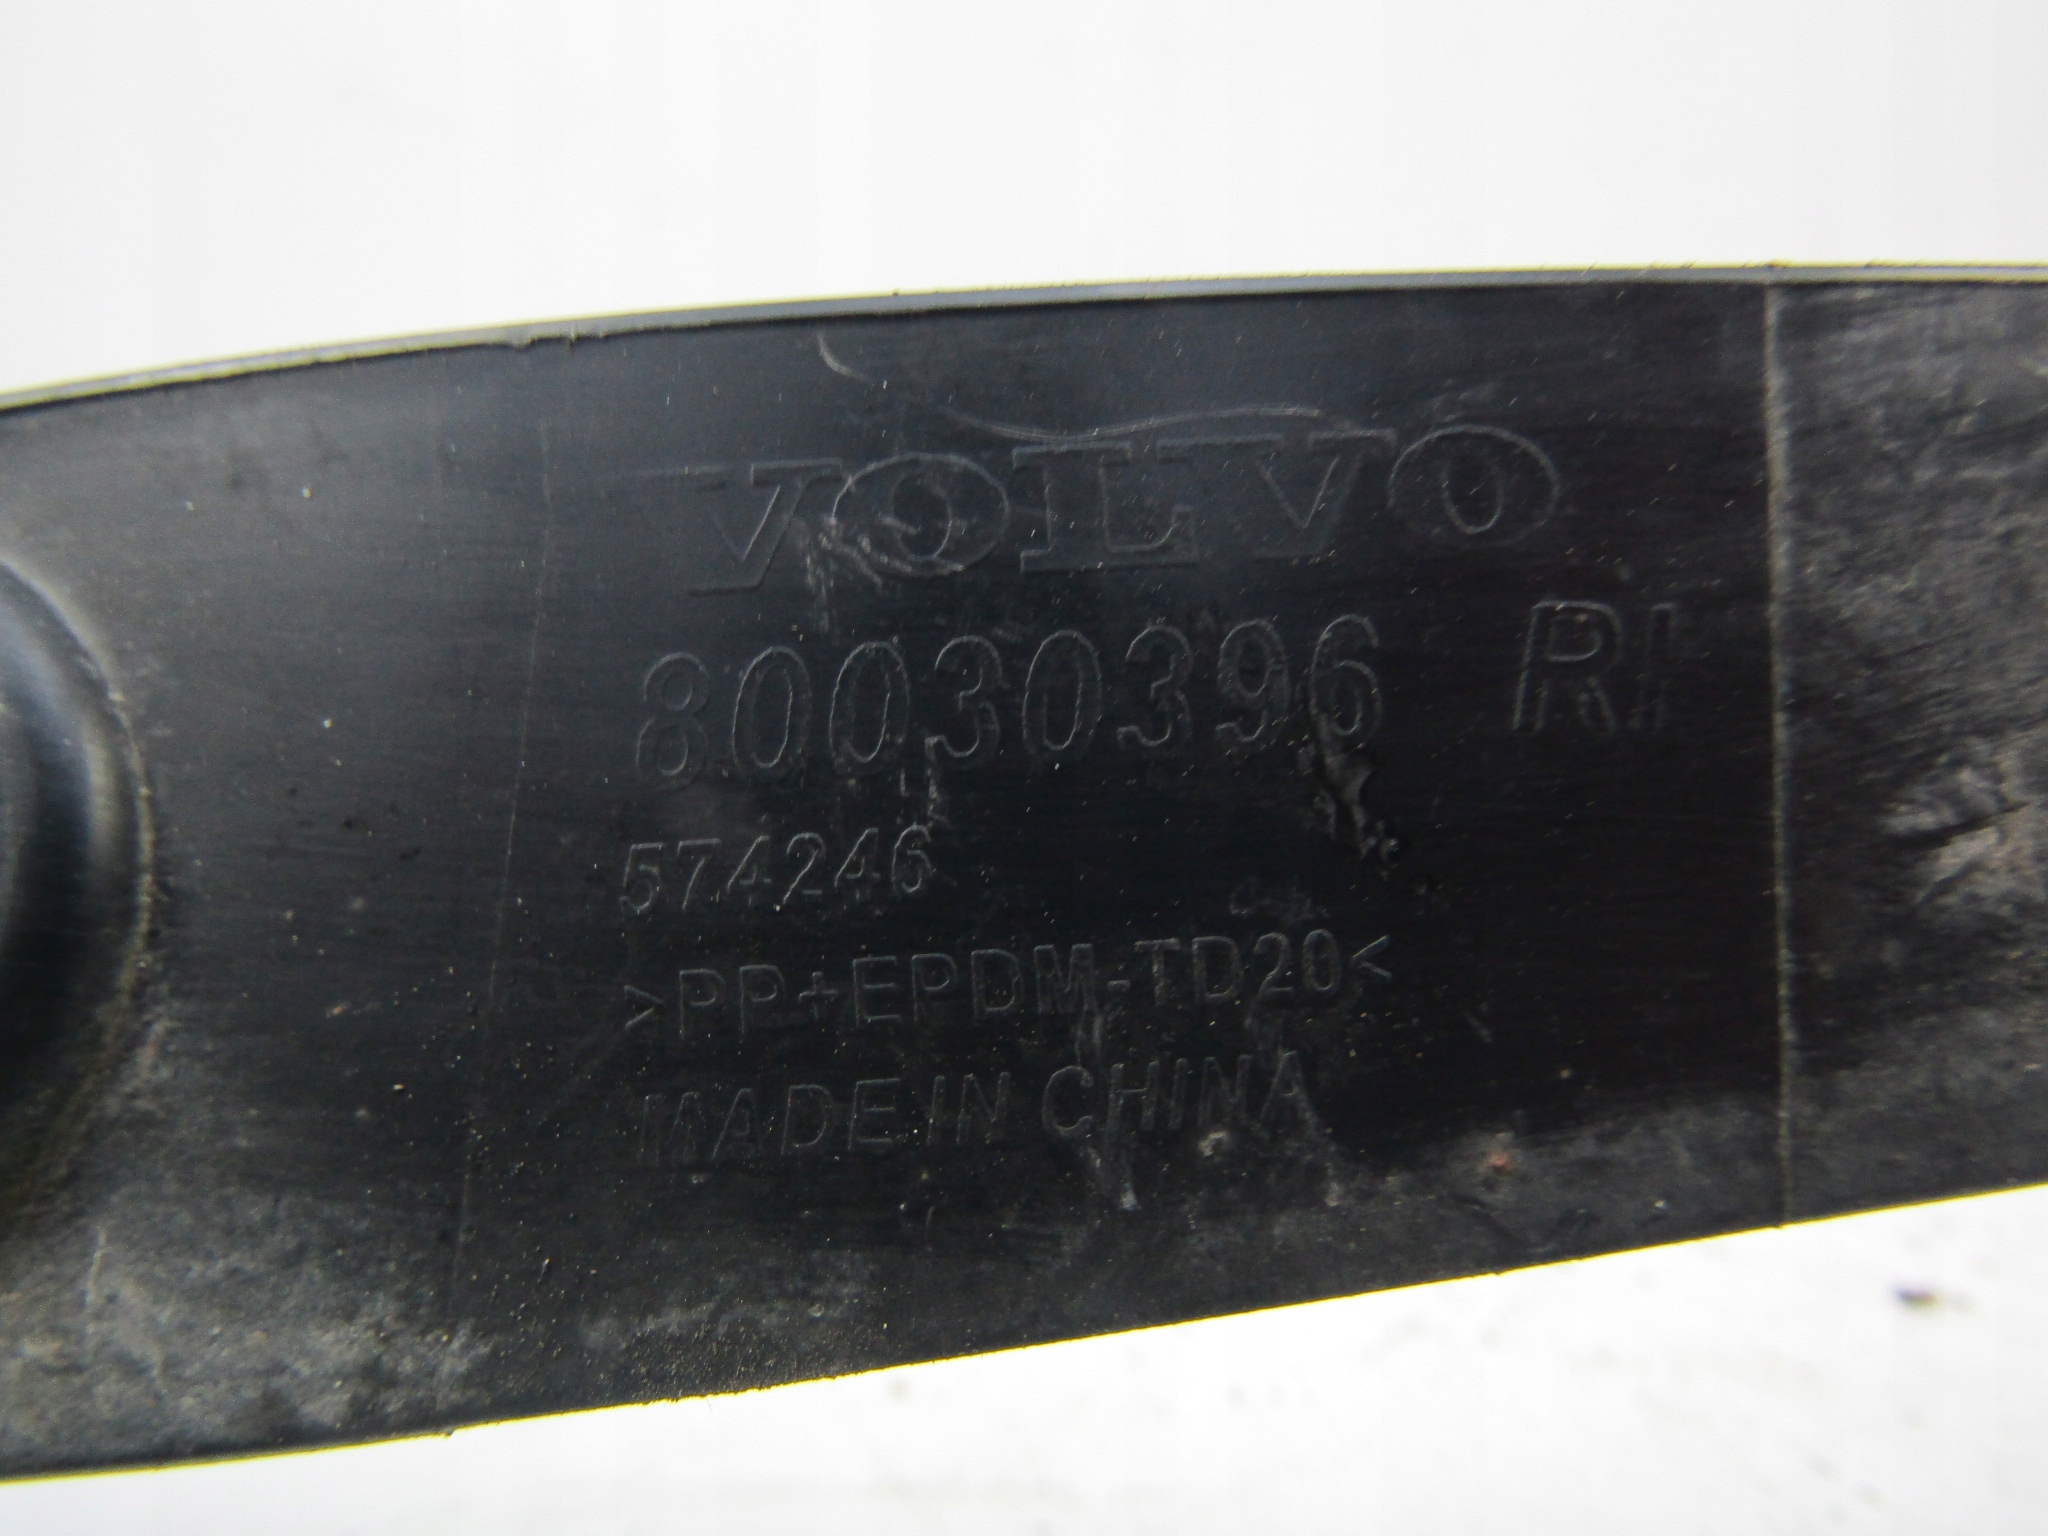 VOLVO
80030396 RI
574246
>PP+EPDM-TD20<
MADE IN CHINA